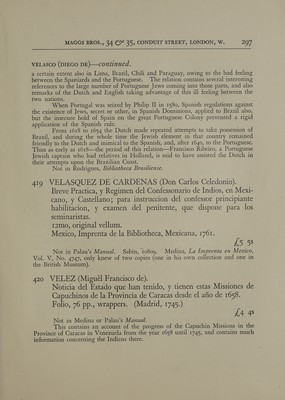 MAGGS BROS., 34 & 35, CONDUIT STREET, LONDON, W. 297
VELASCO (DIEGO DE)—continued.
a certain extent also in Lima, Brazil, Chili and Paraguay, owing to the bad feeling
between the Spaniards and the Portuguese. The relation contains several interesting
references to the large number of Portuguese Jews coming into these parts, and also
remarks of the Dutch and English taking advantage of this ill feeling between the
two nations.
When Portugal was seized by Philip II in 1580, Spanish regulations against
the existence of Jews, secret or other, in Spanish Dominions, applied to Brazil also,
but the insecure hold of Spain on the great Portuguese Colony prevented a rigid
application of the Spanish rule.
From 1618 to 1654 the Dutch made repeated attempts to take possession of
Brazil, and during the whole time the Jewish element in that country remained
friendly to the Dutch and inimical to the Spanish, and, after 1640, to the Portuguese.
Thus as early as 1618—the period of this relation—Francisco Ribeiro, a Portuguese
Jewish captain who had relatives in Holland, is said to have assisted the Dutch in
their attempts upon the Brazilian Coast.
Not in Rodrigues, Bibliotheca Brasiliense.
419 VELASQUEZ DE CARDENAS (Don Carlos Celedonio).
Breve Practica, y Regimen del Confessonario de Indios, en Mexi-
cano, y Castellano; para instruccion del confessor principiante
habilitacion, y examen del penitente, que dispone para los
seminaristas.
12mo, original vellum.
Mexico, Imprenta de la Bibliotheca, Mexicana, 1761.
£5 5s
Not in Palau's Manual. Sabin, Medina, La Imprenta en Mexico,
Vol. V, No. 4747, only knew of two copies (one in his own collection and one in
the British Museum).
420 VELEZ (Miguèl Francisco de).
Noticia del Estado que han tenido, y tienen estas Missiones de
Capuchinos de la Provincia de Caracas desde el año de 1658.
Folio, 76 pp., wrappers. (Madrid, 1745.)
£4 4s
Not in Medina or Palau's Manual.
This contains an account of the progress of the Capuchin Missions in the
Province of Caracas in Venezuela from the year 1658 until 1745, and contains much
information concerning the Indians there.